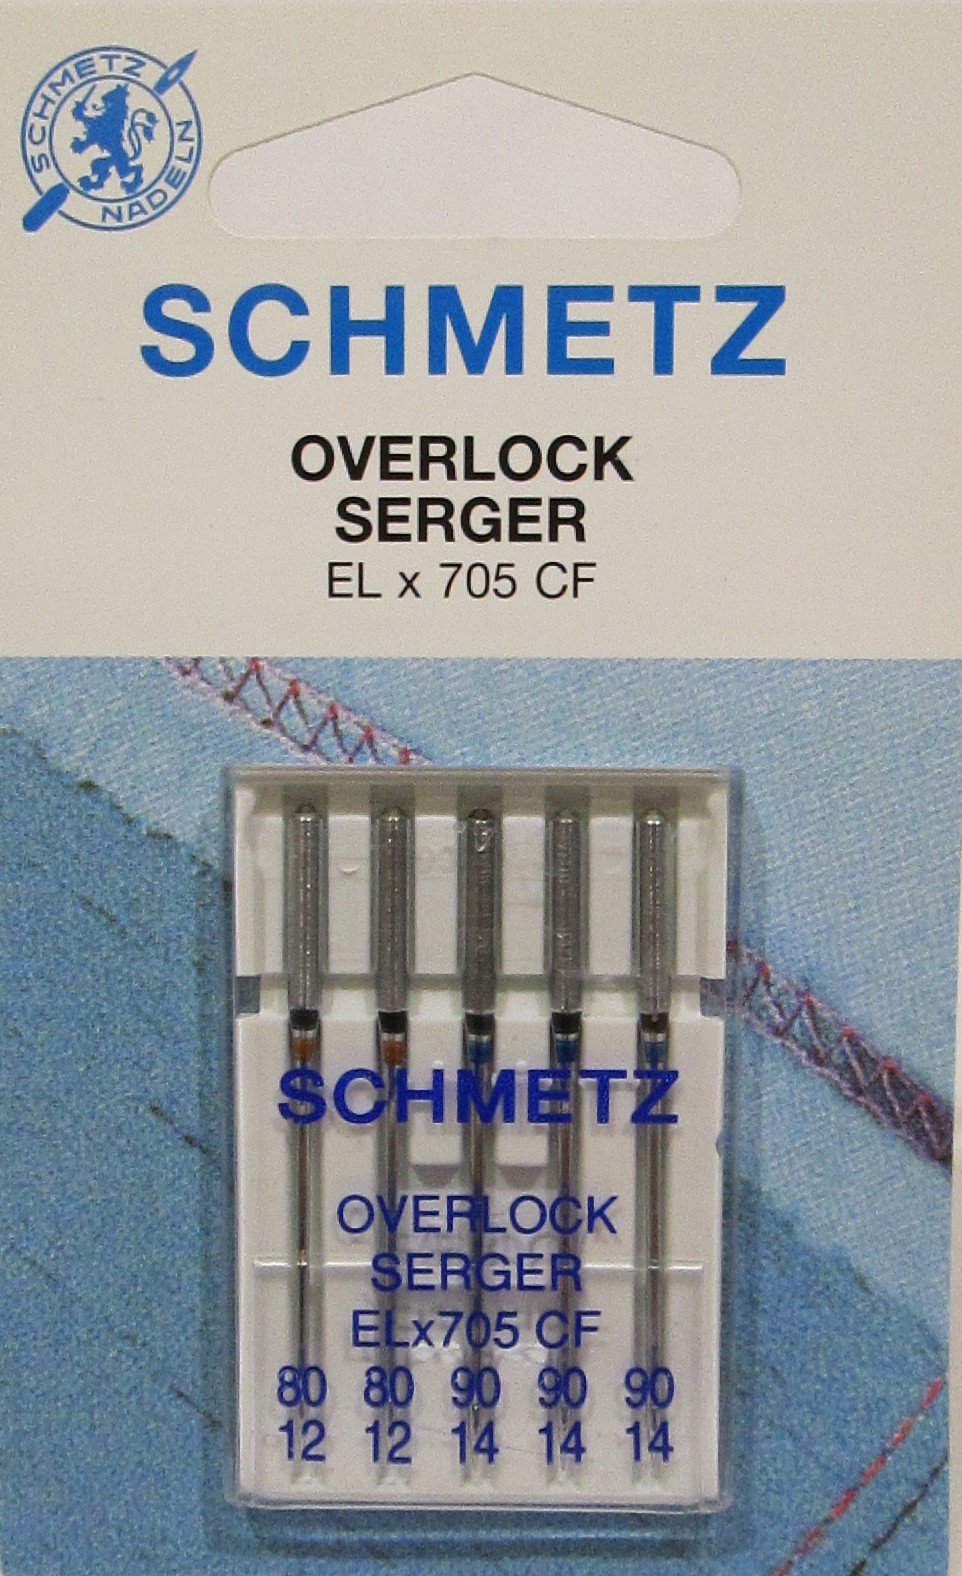 SCHMETZ
NADELN
SCHMETZ
OVERLOCK
SERGER
EL x 705 CF
SCHMETZ
OVERLOCK
SERGER
ELx705 CF
80 80 90 90 90
12 12 14 14 14